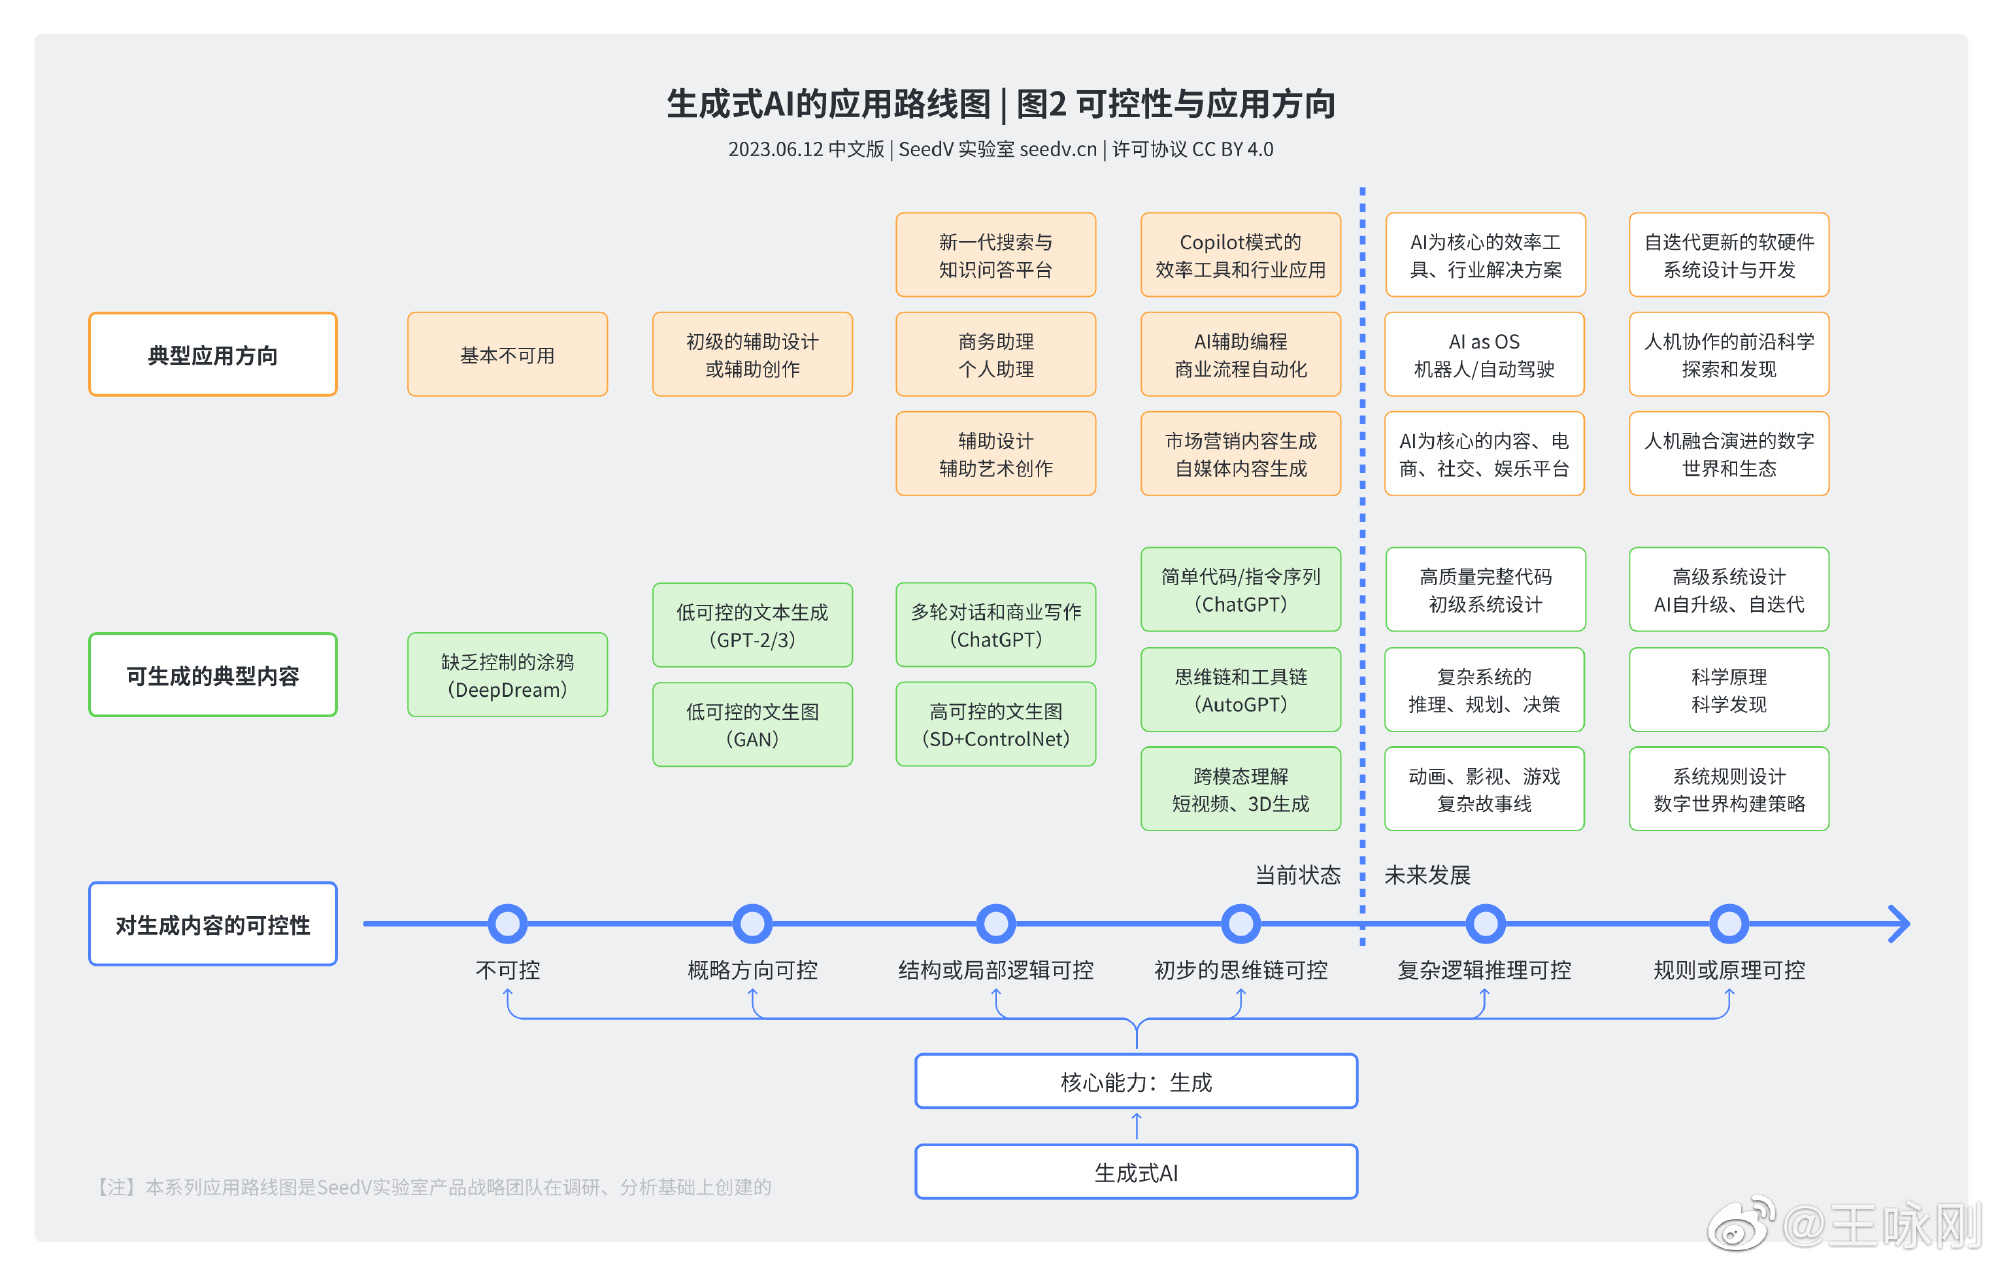 生成式AI的应用路线图 | 图2 可控性与应用方向
2023.06.12 中文版 | SeedV 实验室 seedv.cn | 许可协议 CC BY 4.0
典型应用方向
基本不可用
初级的辅助设计
或辅助创作
新一代搜索与
知识问答平台
商务助理
个人助理
辅助设计
辅助艺术创作
Copilot模式的
效率工具和行业应用
AI辅助编程
商业流程自动化
市场营销内容生成
自媒体内容生成
AI为核心的效率工
具、行业解决方案
AI as OS
机器人/自动驾驶
AI为核心的内容、电
商、社交、娱乐平台
自迭代更新的软硬件
系统设计与开发
人机协作的前沿科学
探索和发现
人机融合演进的数字
世界和生态
可生成的典型内容
缺乏控制的涂鸦
（DeepDream）
低可控的文本生成
（GPT-2/3）
低可控的文生图
（GAN）
多轮对话和商业写作
（ChatGPT）
高可控的文生图
（SD+ControlNet）
简单代码/指令序列
（ChatGPT）
思维链和工具链
（AutoGPT）
跨模态理解
短视频、3D生成
高质量完整代码
初级系统设计
复杂系统的
推理、规划、决策
动画、影视、游戏
复杂故事线
高级系统设计
AI自升级、自迭代
科学原理
科学发现
系统规则设计
数字世界构建策略
当前状态
未来发展
对生成内容的可控性
不可控
概略方向可控
结构或局部逻辑可控
初步的思维链可控
复杂逻辑推理可控
规则或原理可控
核心能力：生成
生成式AI
【注】本系列应用路线图是SeedV实验室产品战略团队在调研、分析基础上创建的
@王咏刚